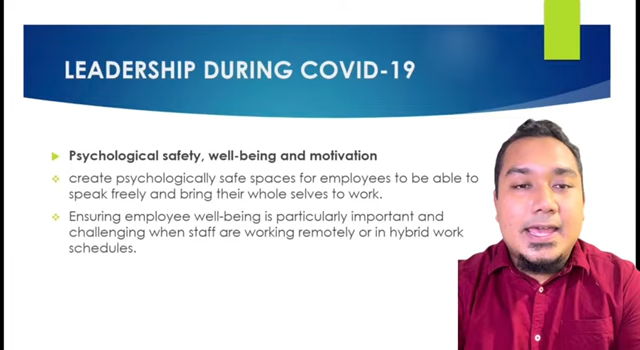 LEADERSHIP DURING COVID-19
Psychological safety, well-being and motivation
create psychologically safe spaces for employees to be able to
speak freely and bring their whole selves to work.
Ensuring employee well-being is particularly important and
challenging when staff are working remotely or in hybrid work
schedules.